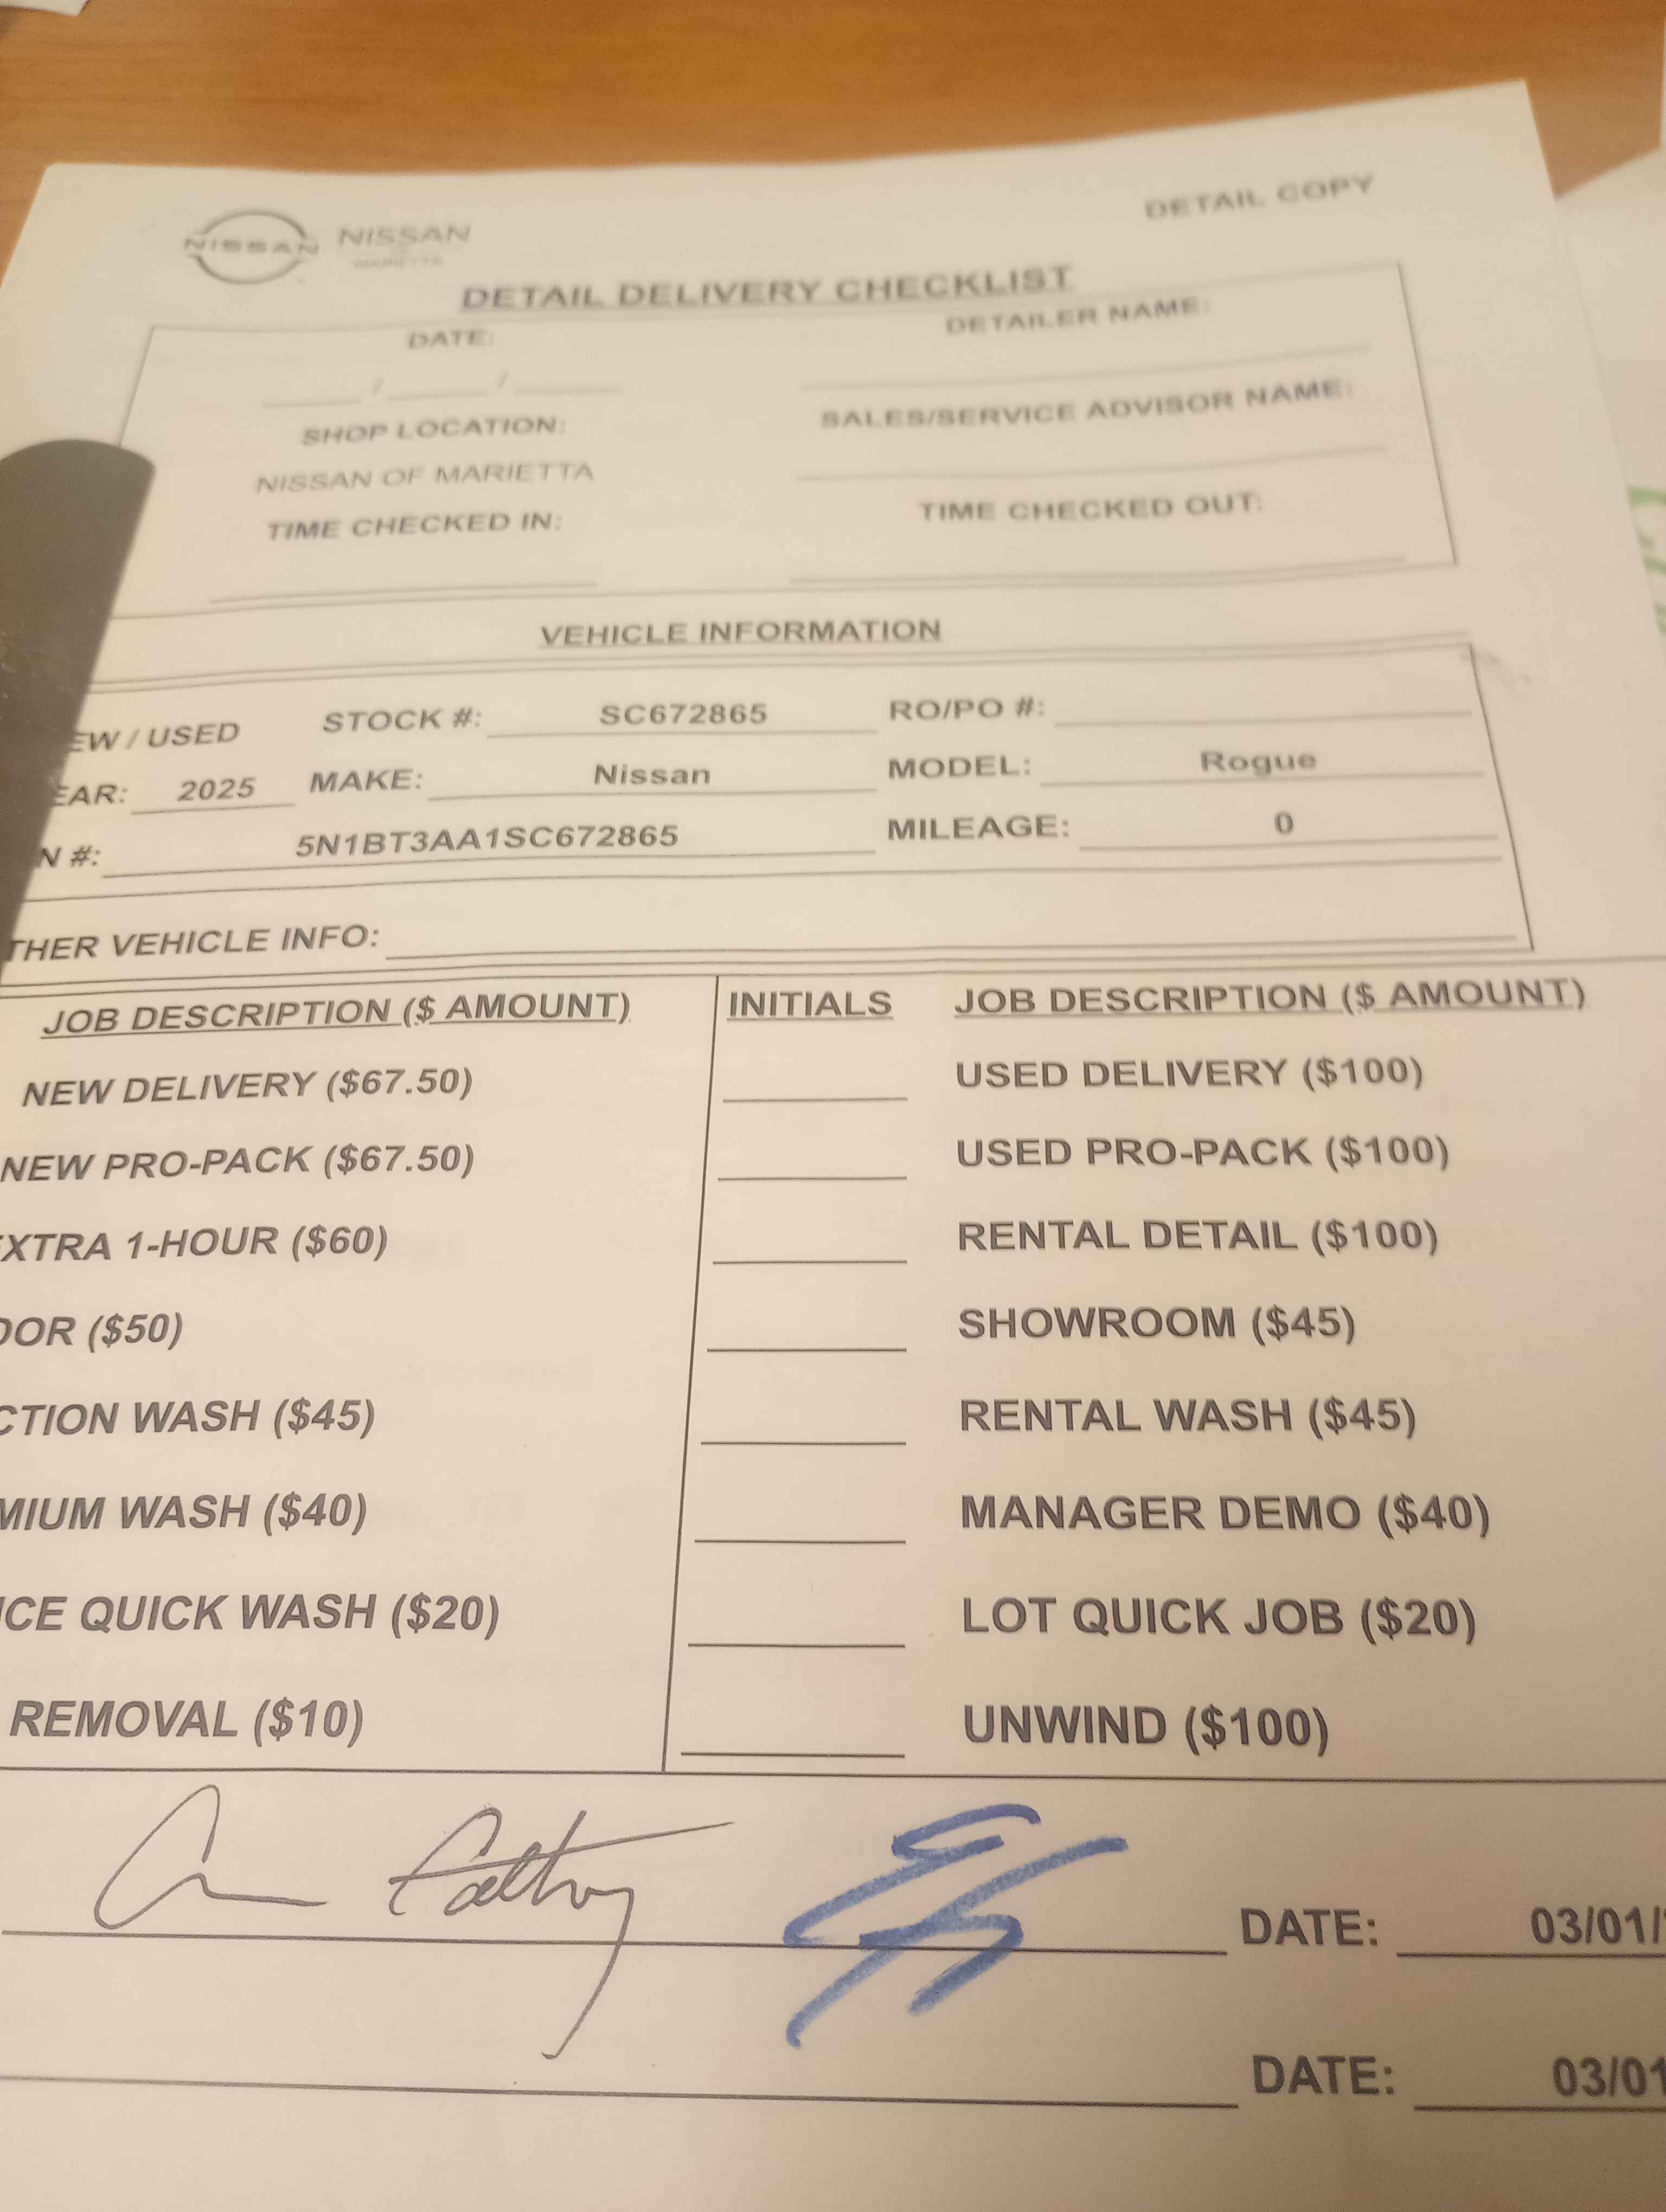 DETAIL COPY
NISSAN NISSAN
MARIETTA
DETAIL DELIVERY CHECKLIST
DATE: DETAILER NAME:
/ /
SHOP LOCATION: SALES/SERVICE ADVISOR NAME:
NISSAN OF MARIETTA
TIME CHECKED IN: TIME CHECKED OUT:
VEHICLE INFORMATION
EW / USED STOCK #: SC672865 RO/PO #:
EAR: 2025 MAKE: Nissan MODEL: Rogue
N #: 5N1BT3AA1SC672865 MILEAGE: 0
THER VEHICLE INFO:
JOB DESCRIPTION ($ AMOUNT) INITIALS JOB DESCRIPTION ($ AMOUNT)
NEW DELIVERY ($67.50) USED DELIVERY ($100)
NEW PRO-PACK ($67.50) USED PRO-PACK ($100)
EXTRA 1-HOUR ($60) RENTAL DETAIL ($100)
OOR ($50) SHOWROOM ($45)
CTION WASH ($45) RENTAL WASH ($45)
MIUM WASH ($40) MANAGER DEMO ($40)
ICE QUICK WASH ($20) LOT QUICK JOB ($20)
REMOVAL ($10) UNWIND ($100)
DATE: 03/01/
DATE: 03/01